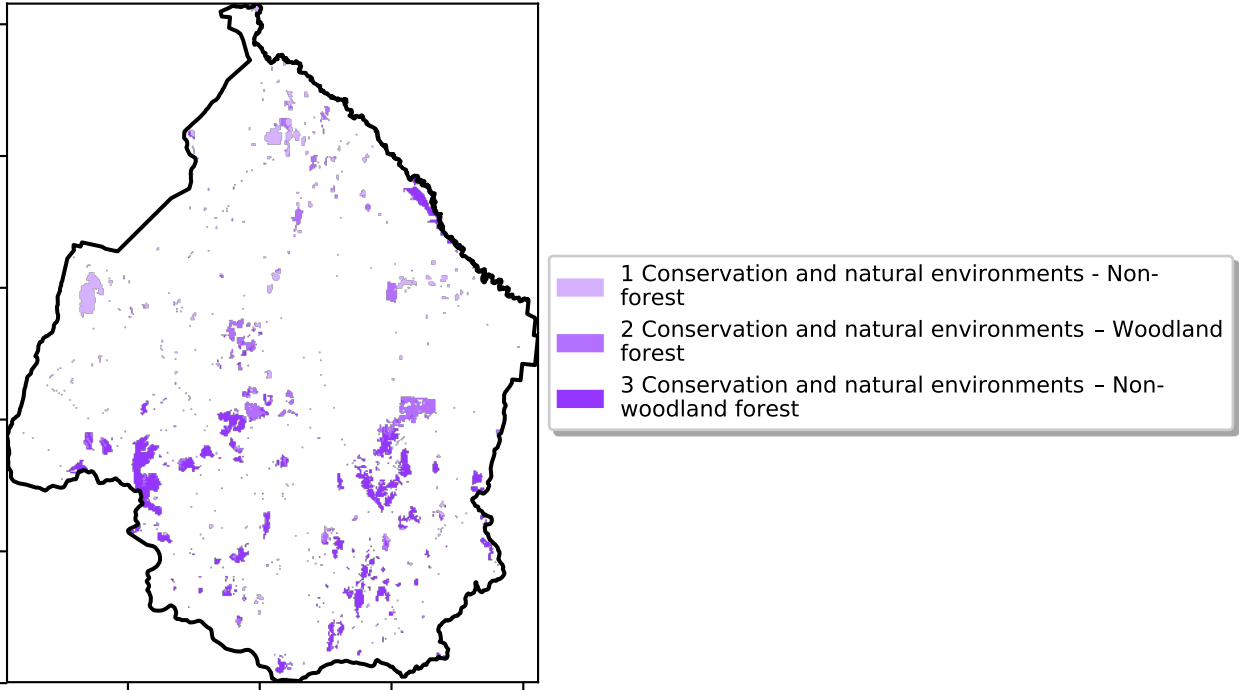 1 Conservation and natural environments - Non-
forest
2 Conservation and natural environments – Woodland
forest
3 Conservation and natural environments – Non-
woodland forest